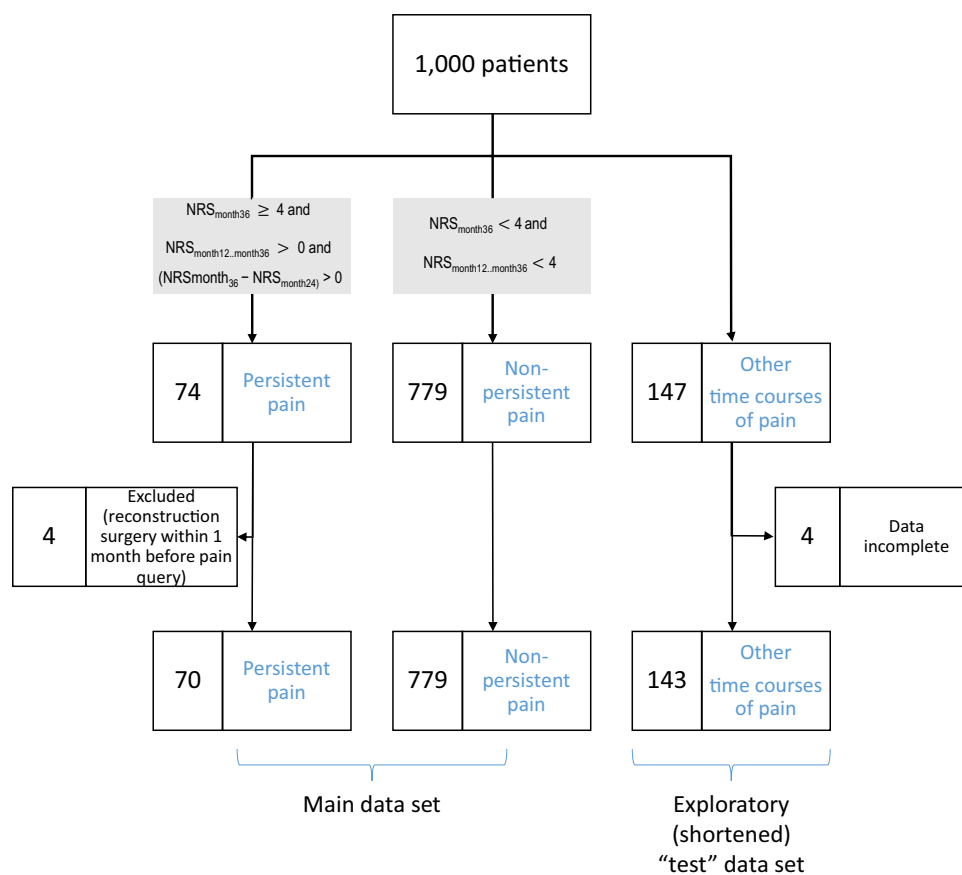 1,000 patients
NRSmonth36 ≥ 4 and
NRSmonth12..month36 > 0 and
(NRSmonth36 − NRSmonth24) > 0
NRSmonth36 < 4 and
NRSmonth12..month36 < 4
74
Persistent
pain
779
Non-
persistent
pain
147
Other
time courses
of pain
4
Excluded
(reconstruction
surgery within 1
month before pain
query)
4
Data
incomplete
70
Persistent
pain
779
Non-
persistent
pain
143
Other
time courses
of pain
Main data set
Exploratory
(shortened)
“test” data set